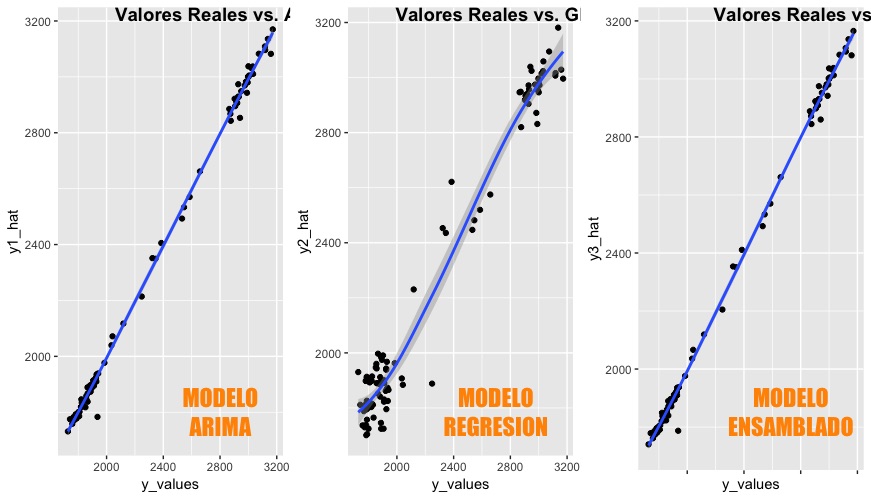 Valores Reales vs. A
y1_hat
3200
2800
2400
2000
2000 2400 2800 3200
y_values
MODELO
ARIMA
Valores Reales vs. Gl
y2_hat
3200
2800
2400
2000
2000 2400 2800 3200
y_values
MODELO
REGRESION
Valores Reales vs
y3_hat
3200
2800
2400
2000
y_values
MODELO
ENSAMBLADO